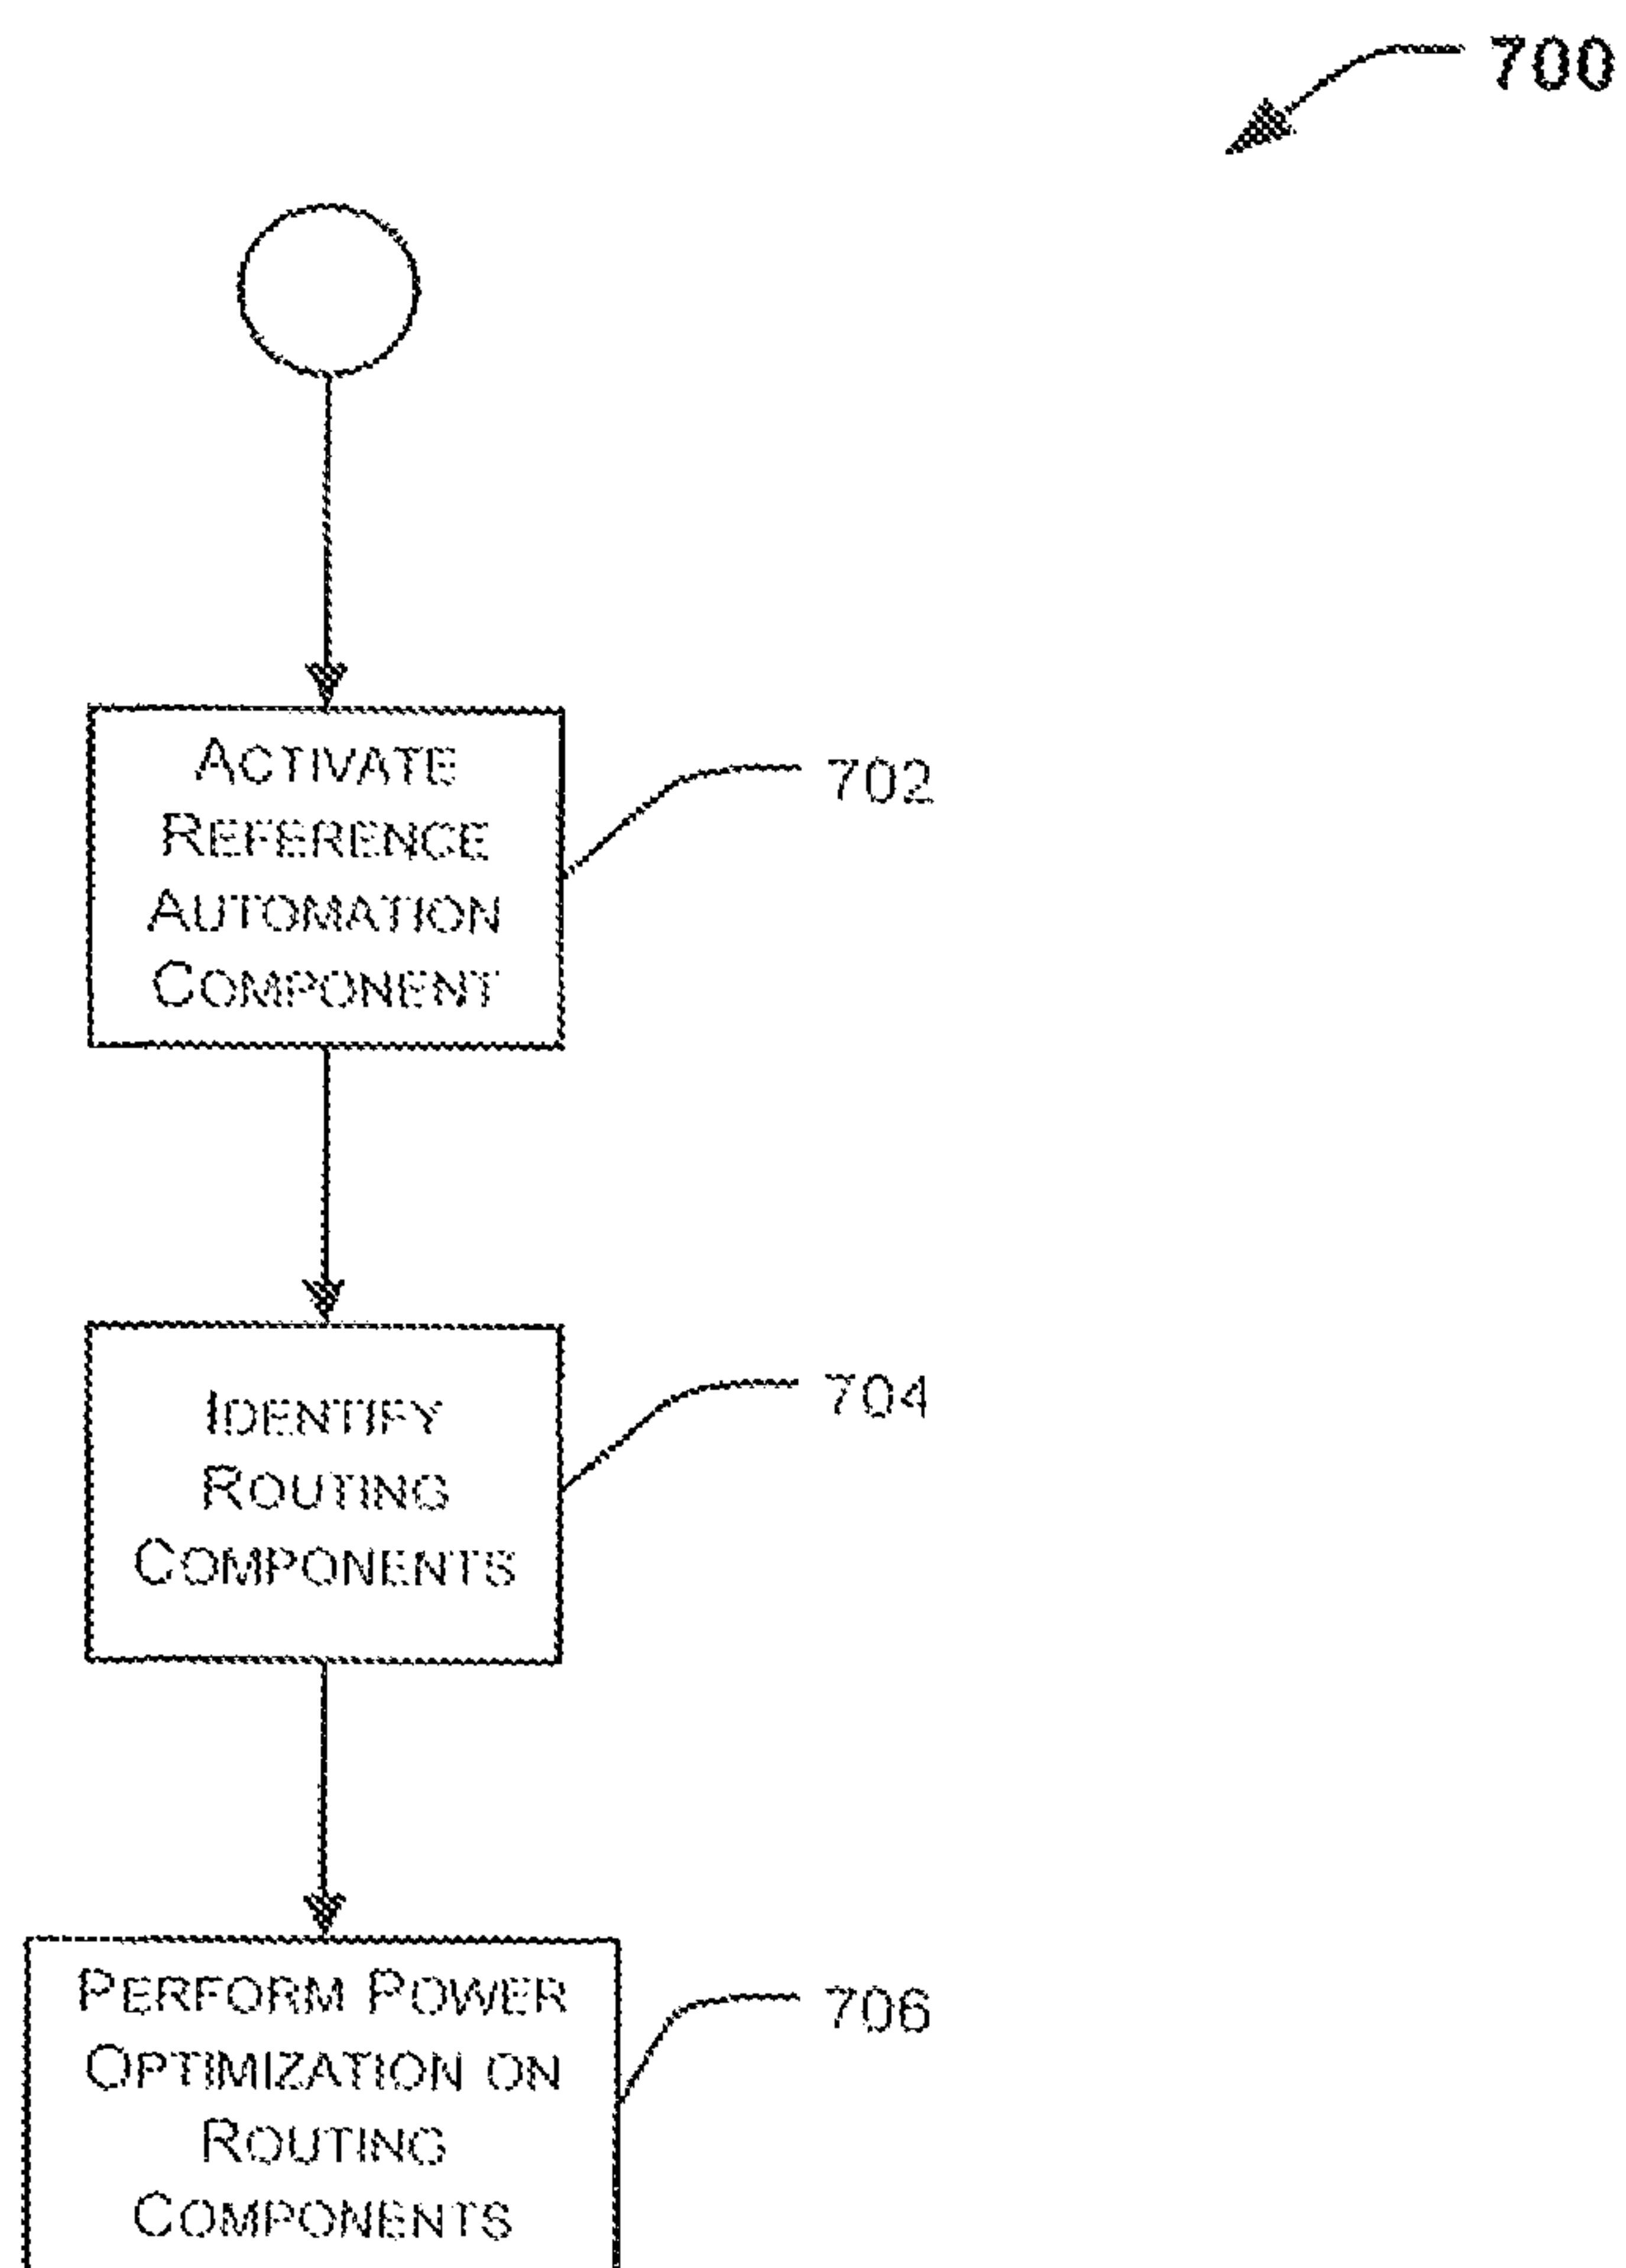 700
ACTIVATE
REFERENCE
AUTOMATION
COMPONENT
702
IDENTIFY
ROUTING
COMPONENTS
704
PERFORM POWER
OPTIMIZATION ON
ROUTING
COMPONENTS
706